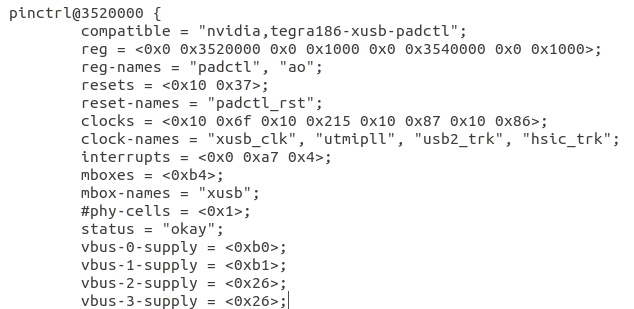 pinctrl@3520000 {
compatible = "nvidia,tegra186-xusb-padctl";
reg = <0x0 0x3520000 0x0 0x1000 0x0 0x3540000 0x0 0x1000>;
reg-names = "padctl", "ao";
resets = <0x10 0x37>;
reset-names = "padctl_rst";
clocks = <0x10 0x6f 0x10 0x215 0x10 0x87 0x10 0x86>;
clock-names = "xusb_clk", "utmipll", "usb2_trk", "hsic_trk";
interrupts = <0x0 0xa7 0x4>;
mboxes = <0xb4>;
mbox-names = "xusb";
#phy-cells = <0x1>;
status = "okay";
vbus-0-supply = <0xb0>;
vbus-1-supply = <0xb1>;
vbus-2-supply = <0x26>;
vbus-3-supply = <0x26>;